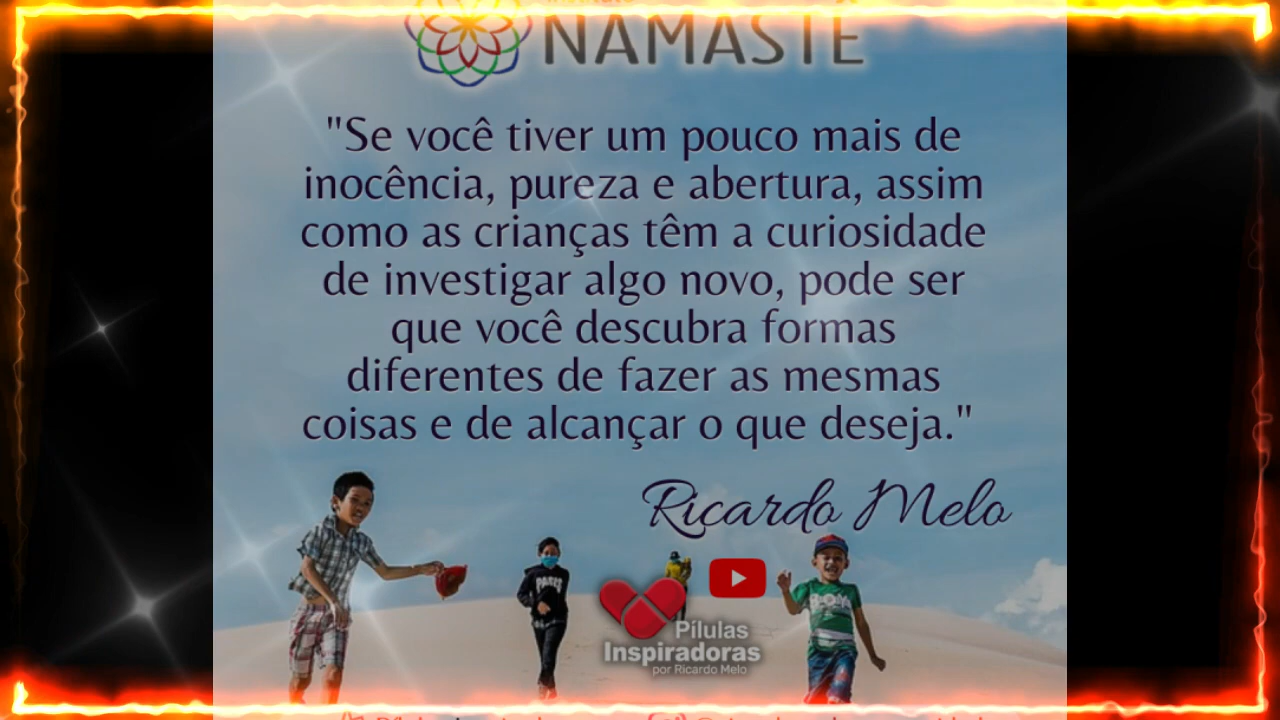 NAMASTÊ
"Se você tiver um pouco mais de
inocência, pureza e abertura, assim
como as crianças têm a curiosidade
de investigar algo novo, pode ser
que você descubra formas
diferentes de fazer as mesmas
coisas e de alcançar o que deseja."
Ricardo Melo
PARIS
Pílulas
Inspiradoras
por Ricardo Melo